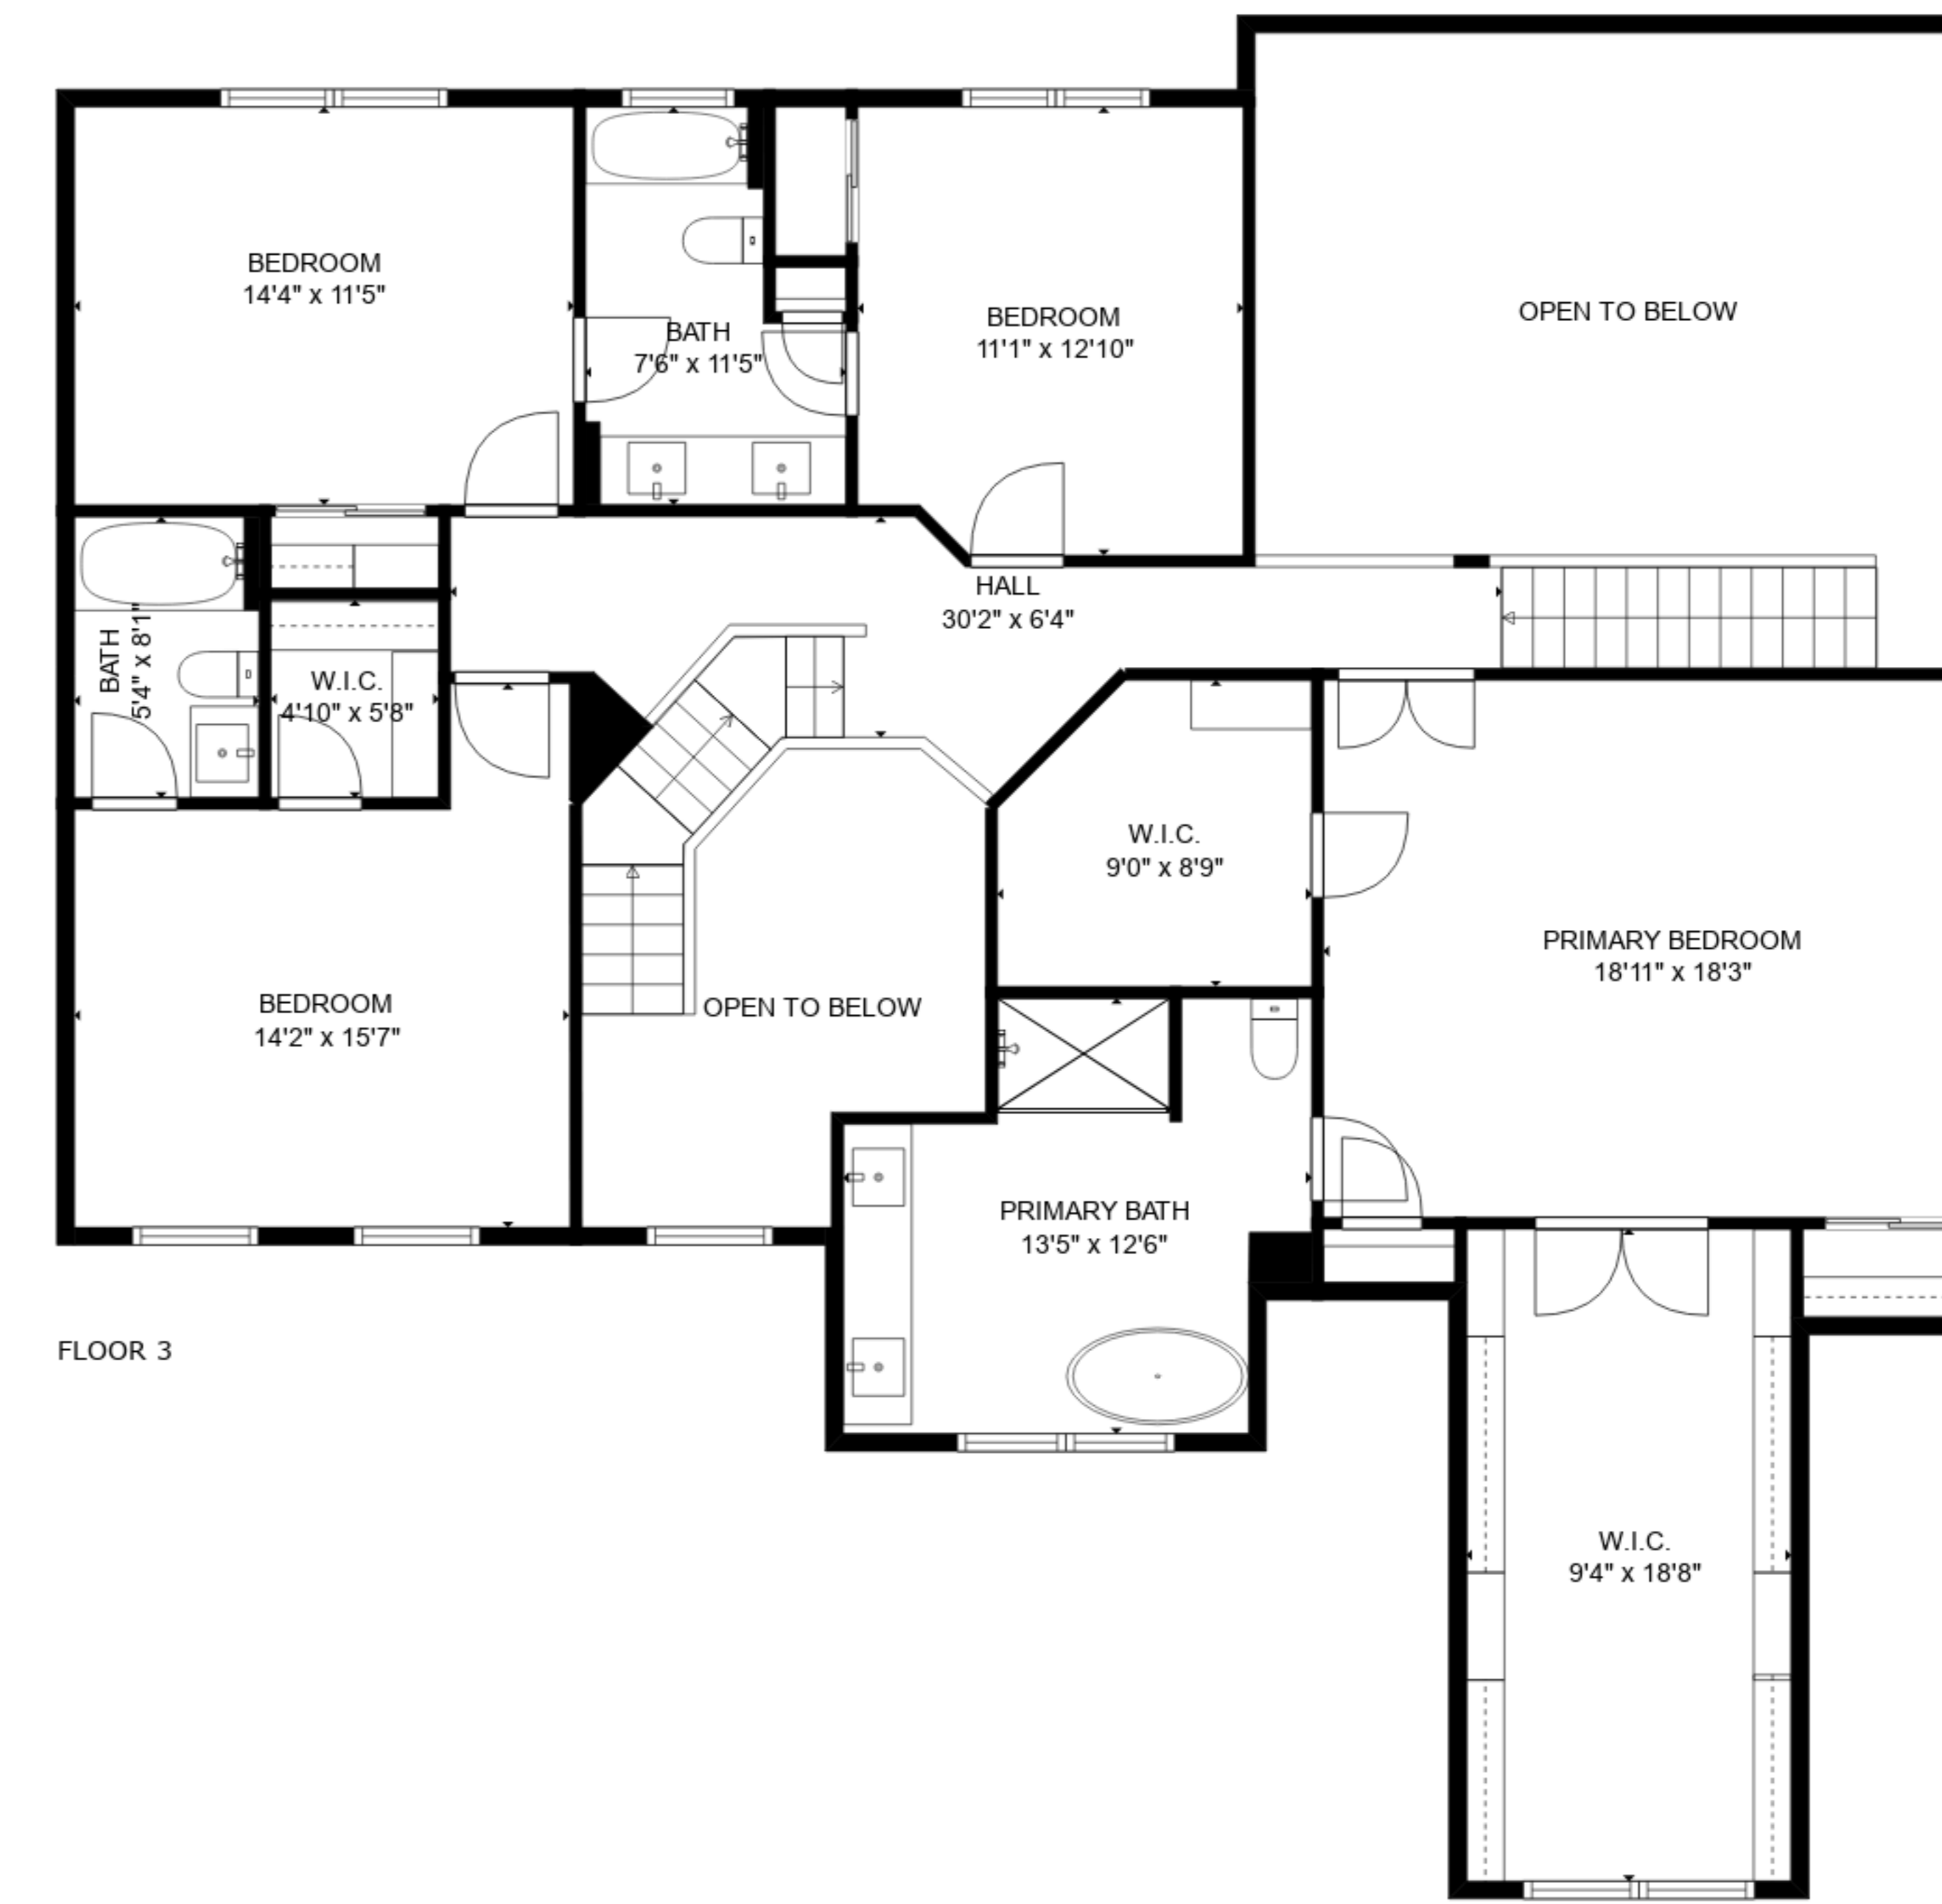 BEDROOM
14'4" x 11'5"
BATH
7'6" x 11'5"
BEDROOM
11'1" x 12'10"
OPEN TO BELOW
HALL
30'2" x 6'4"
BATH
5'4" x 8'1"
W.I.C.
4'10" x 5'8"
W.I.C.
9'0" x 8'9"
PRIMARY BEDROOM
18'11" x 18'3"
BEDROOM
14'2" x 15'7"
OPEN TO BELOW
PRIMARY BATH
13'5" x 12'6"
FLOOR 3
W.I.C.
9'4" x 18'8"